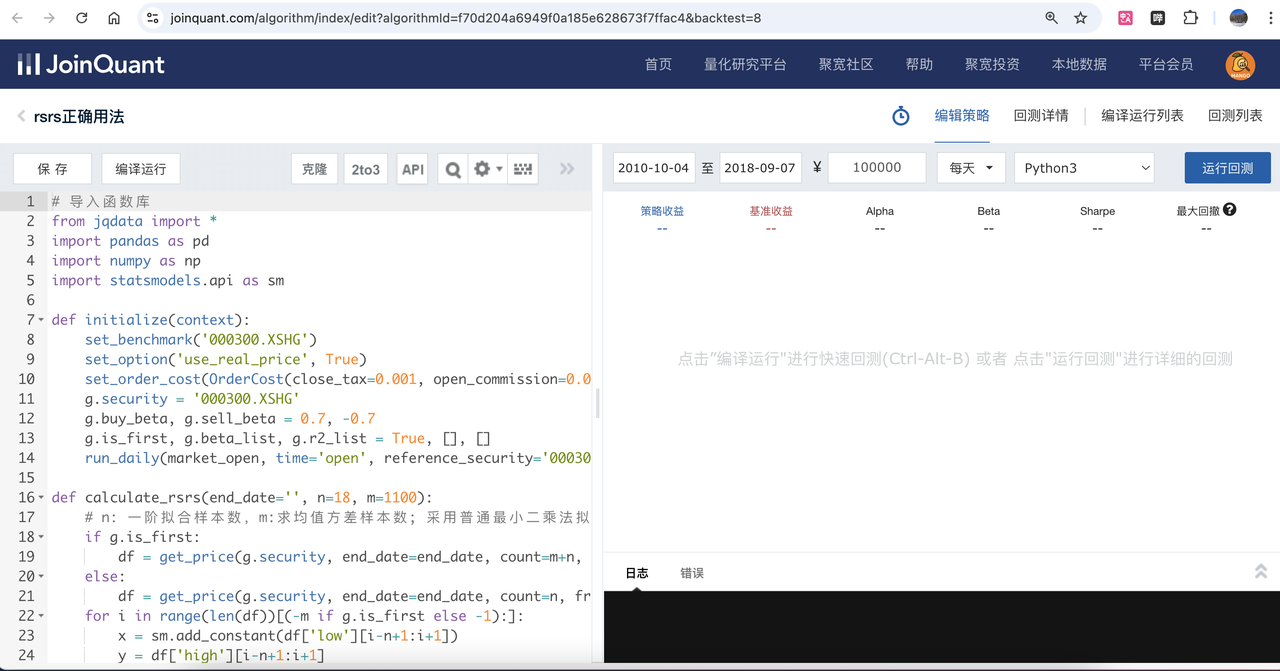 joinquant.com/algorithm/index/edit?algorithmId=f70d204a6949f0a185e628673f7ffac4&backtest=8
JoinQuant
首页 量化研究平台 聚宽社区 帮助 聚宽投资 本地数据 平台会员
rsrs正确用法
编辑策略 回测详情 编译运行列表 回测列表
保 存 编译运行 克隆 2to3 API
2010-10-04 至 2018-09-07 ¥ 100000 每天 Python3 运行回测
策略收益 基准收益 Alpha Beta Sharpe 最大回撤
-- -- -- -- -- --
1 # 导入函数库
2 from jqdata import *
3 import pandas as pd
4 import numpy as np
5 import statsmodels.api as sm
6
7 def initialize(context):
8 set_benchmark('000300.XSHG')
9 set_option('use_real_price', True)
10 set_order_cost(OrderCost(close_tax=0.001, open_commission=0.0
11 g.security = '000300.XSHG'
12 g.buy_beta, g.sell_beta = 0.7, -0.7
13 g.is_first, g.beta_list, g.r2_list = True, [], []
14 run_daily(market_open, time='open', reference_security='00030
15
16 def calculate_rsrs(end_date='', n=18, m=1100):
17 # n: 一阶拟合样本数, m:求均值方差样本数; 采用普通最小二乘法拟
18 if g.is_first:
19 df = get_price(g.security, end_date=end_date, count=m+n,
20 else:
21 df = get_price(g.security, end_date=end_date, count=n, fr
22 for i in range(len(df))[(-m if g.is_first else -1):]:
23 x = sm.add_constant(df['low'][i-n+1:i+1])
24 y = df['high'][i-n+1:i+1]
点击"编译运行"进行快速回测(Ctrl-Alt-B) 或者 点击"运行回测"进行详细的回测
日志 错误